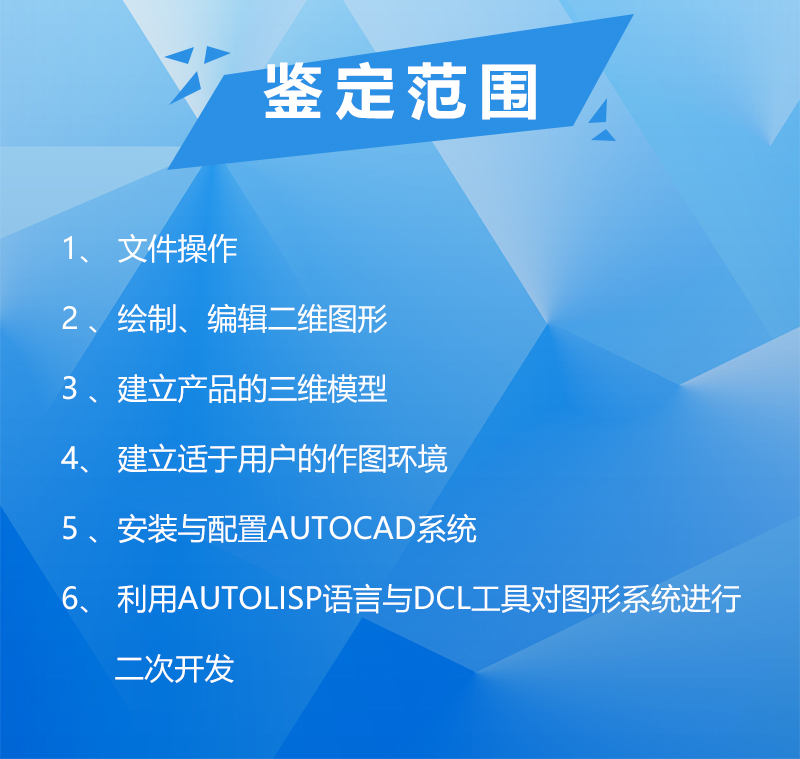 鉴定范围
1、 文件操作
2 、绘制、编辑二维图形
3 、建立产品的三维模型
4、 建立适于用户的作图环境
5 、安装与配置AUTOCAD系统
6、 利用AUTOLISP语言与DCL工具对图形系统进行
二次开发